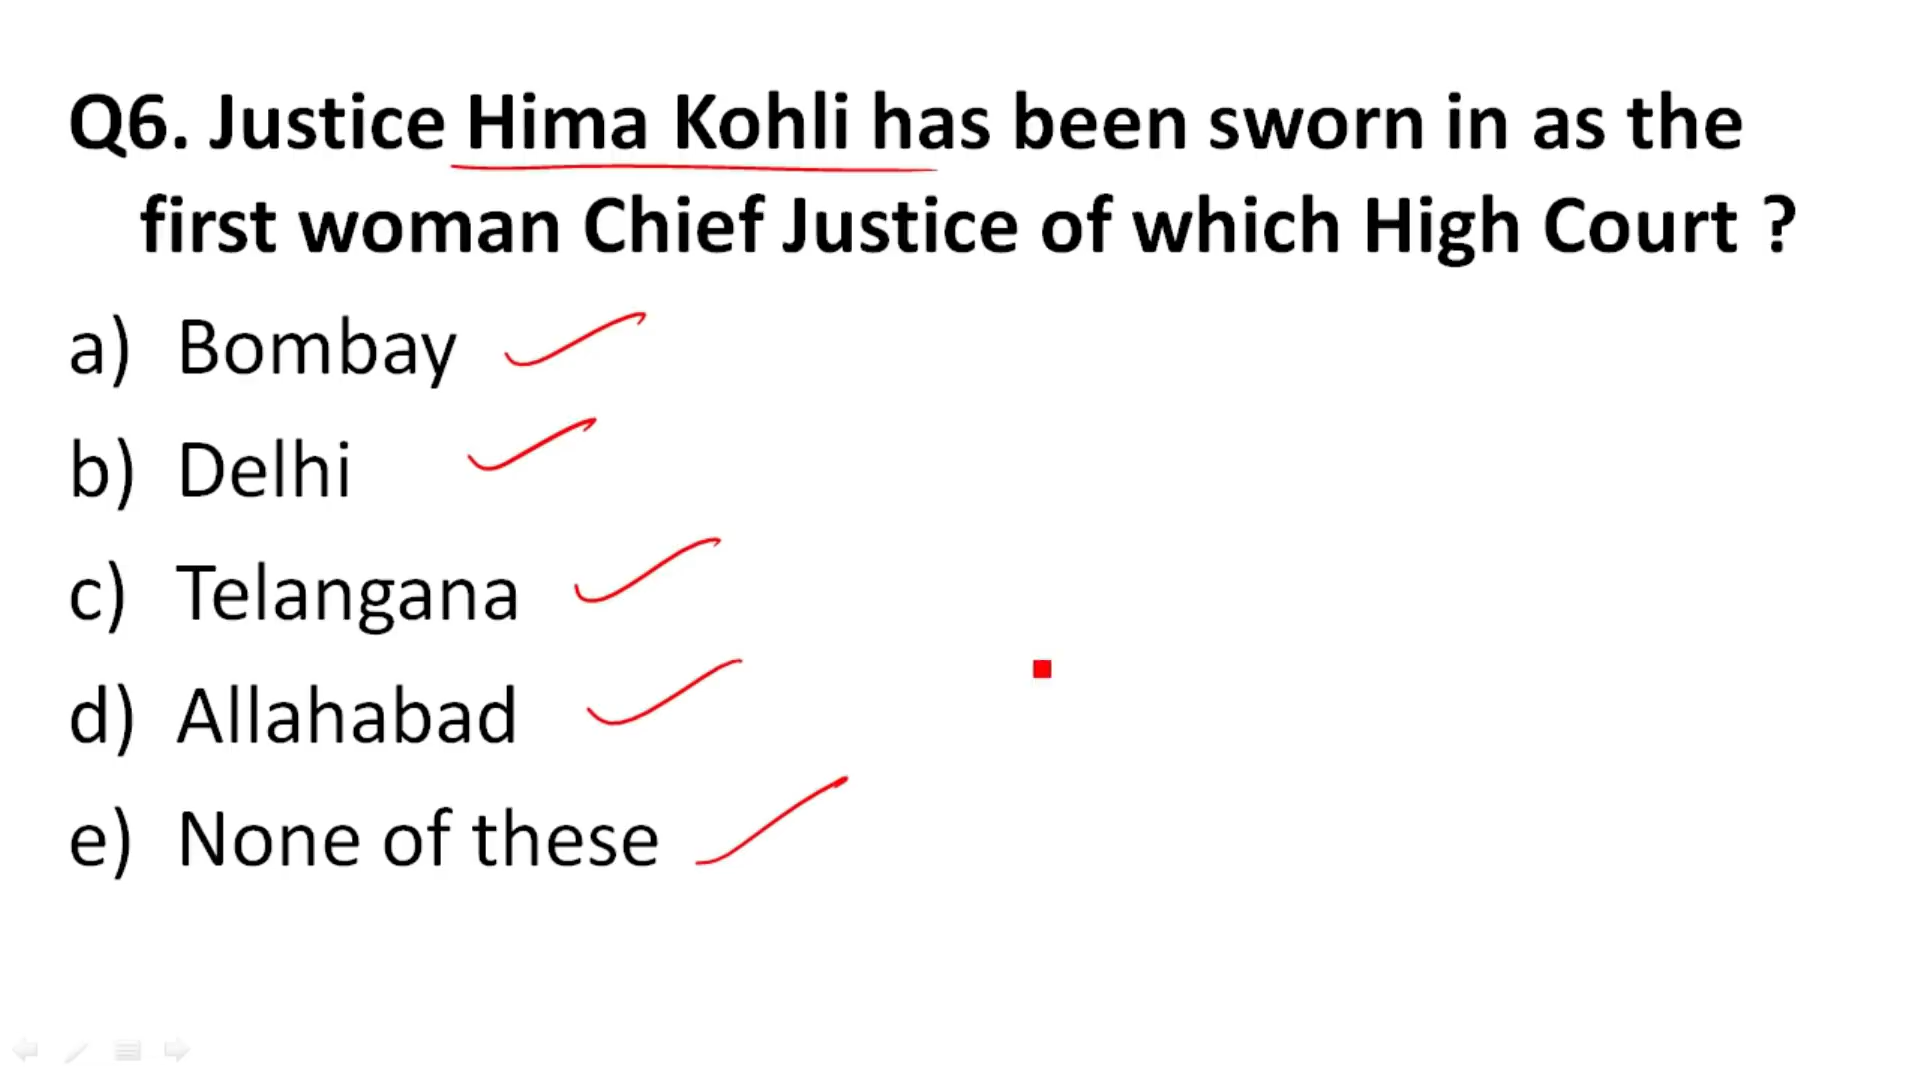 Q6. Justice Hima Kohli has been sworn in as the
first woman Chief Justice of which High Court ?
a) Bombay
b) Delhi
c) Telangana
d) Allahabad
e) None of these